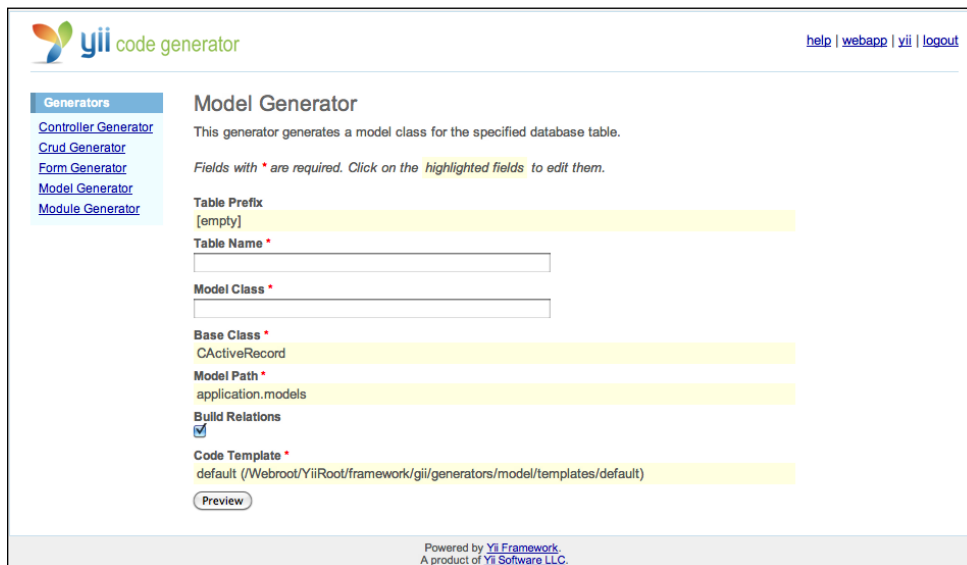 yii code generator
help | webapp | yii | logout
Generators
Controller Generator
Crud Generator
Form Generator
Model Generator
Module Generator
Model Generator
This generator generates a model class for the specified database table.
Fields with * are required. Click on the highlighted fields to edit them.
Table Prefix
[empty]
Table Name *
Model Class *
Base Class *
CActiveRecord
Model Path *
application.models
Build Relations
Code Template *
default (/Webroot/YiiRoot/framework/gii/generators/model/templates/default)
Preview
Powered by Yii Framework.
A product of Yii Software LLC.